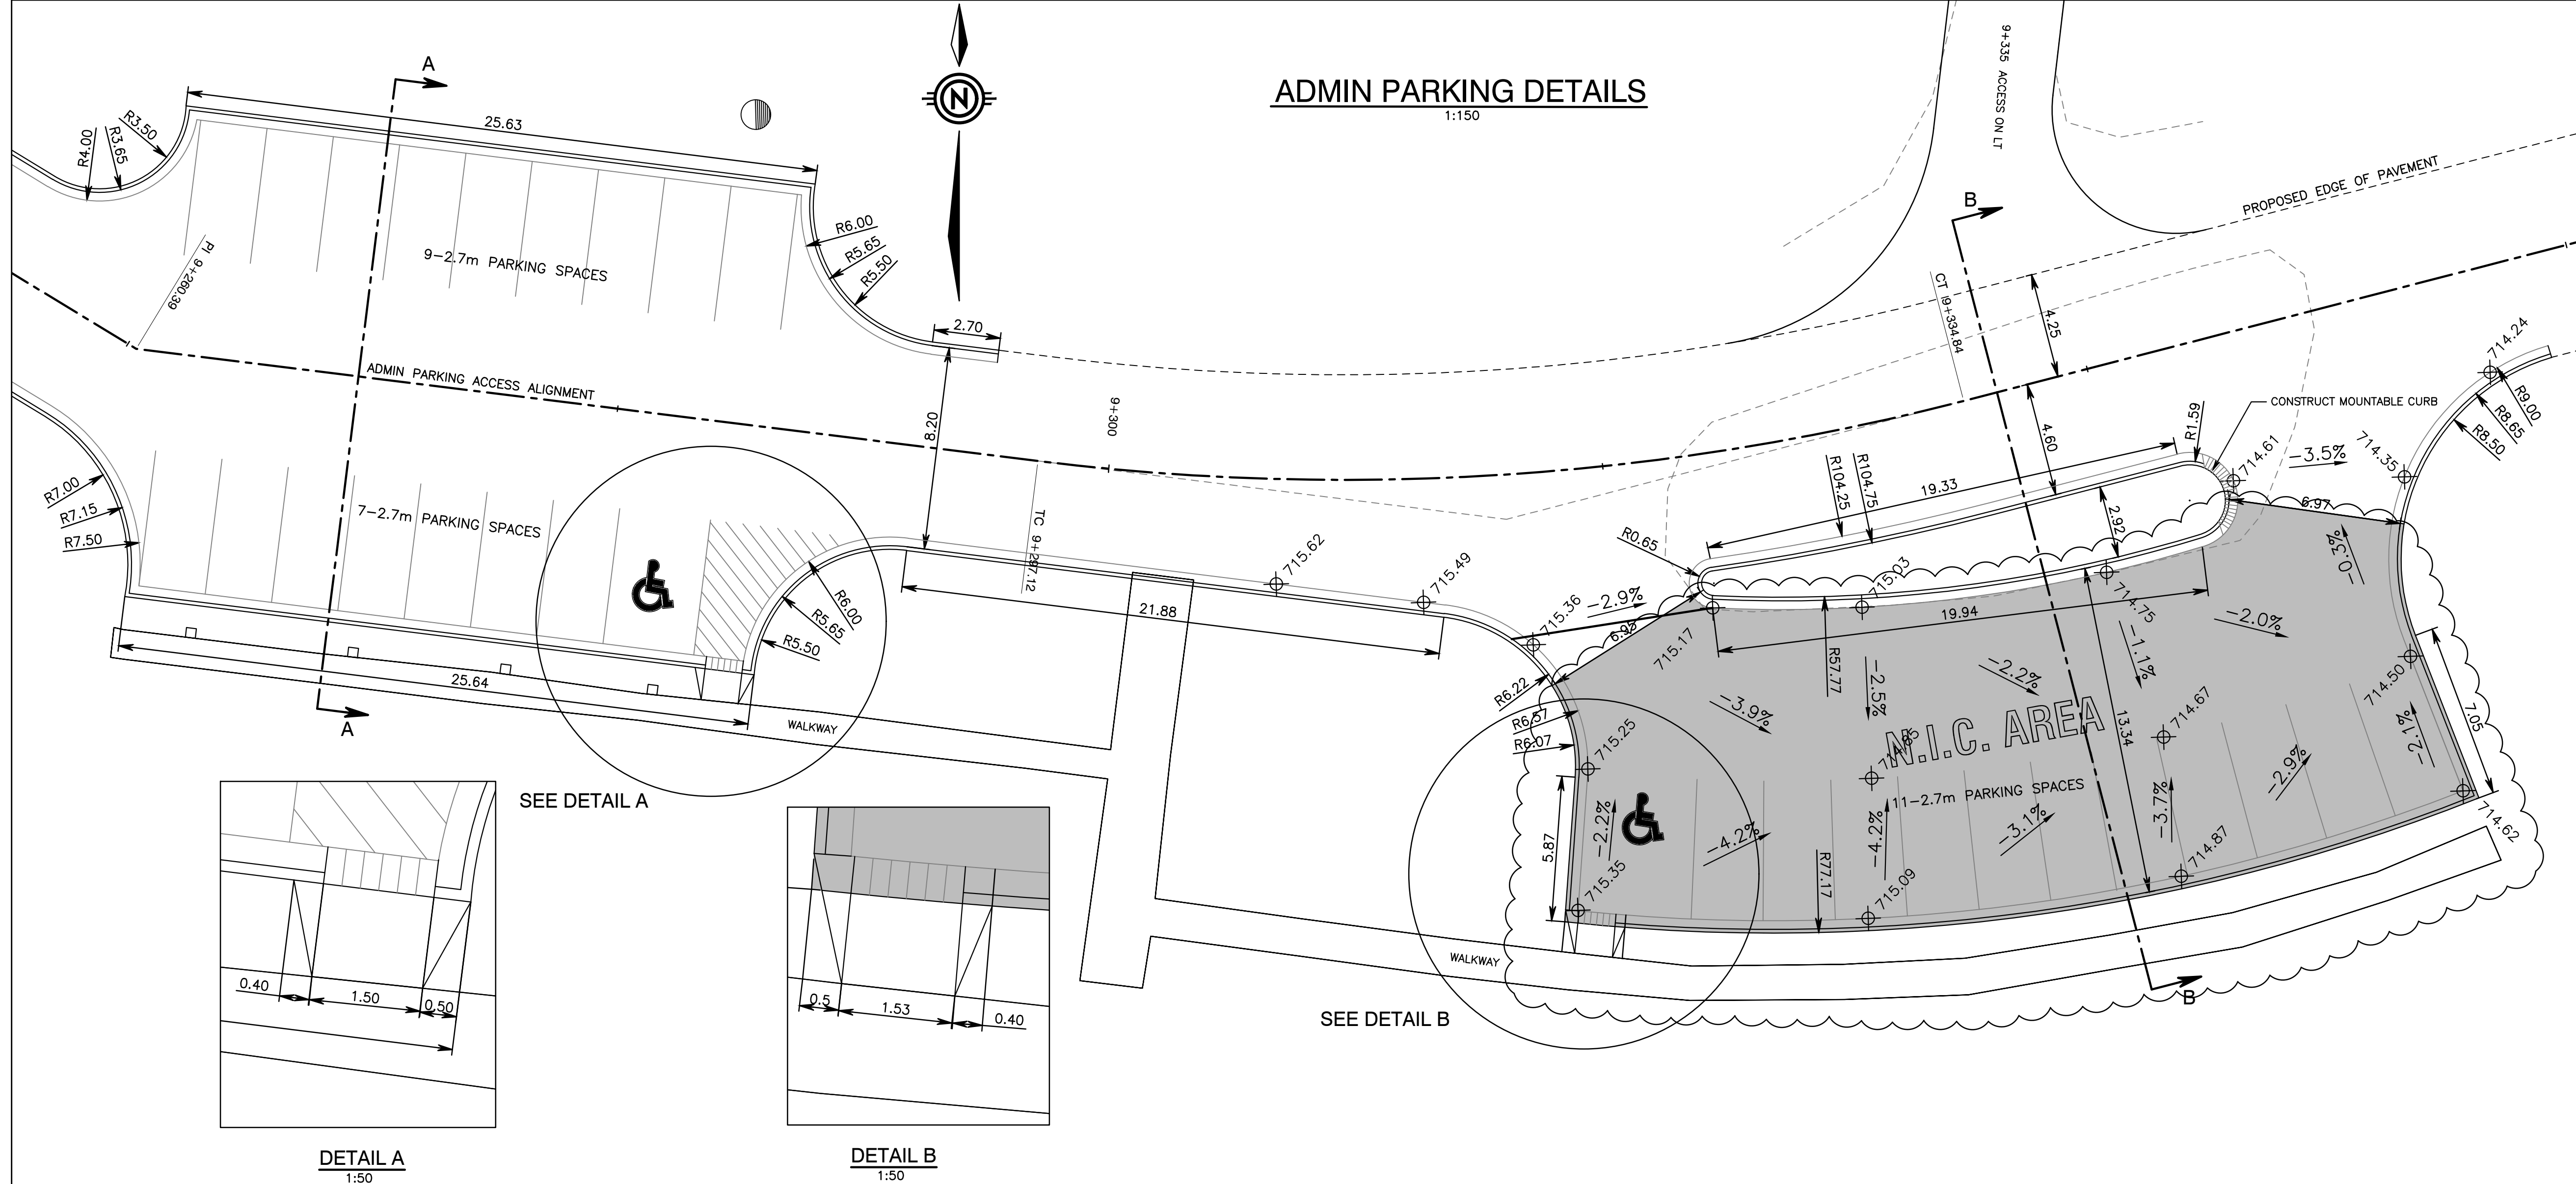 ADMIN PARKING DETAILS
1:150
N
A
25.63
R3.50
R3.65
R4.00
PI 9+260.39
9-2.7m PARKING SPACES
R6.00
R5.65
R5.50
2.70
ADMIN PARKING ACCESS ALIGNMENT
8.20
9+300
TC 9+297.12
R7.00
R7.15
R7.50
7-2.7m PARKING SPACES
R6.00
R5.65
R5.50
21.88
25.64
A
WALKWAY
SEE DETAIL A
715.62
715.49
715.36
-2.9%
6.95
715.17
9+335 ACCESS ON LT
B
PROPOSED EDGE OF PAVEMENT
CT 9+334.84
4.25
4.60
CONSTRUCT MOUNTABLE CURB
R1.59
714.61
-3.5%
714.35
714.24
R9.00
R8.65
R8.50
R0.65
R104.25
R104.75
19.33
2.92
6.97
715.03
19.94
714.75
-0.3%
-2.0%
-1.1%
-2.2%
-2.5%
R57.77
-3.9%
R6.22
R6.57
R6.07
715.25
N.I.C. AREA
714.85
714.67
13.34
714.50
7.05
-2.1%
-2.9%
11-2.7m PARKING SPACES
-3.7%
-3.1%
-4.2%
-4.2%
-2.2%
5.87
715.35
R77.17
715.09
714.87
714.62
WALKWAY
B
SEE DETAIL B
0.40
1.50
0.50
DETAIL A
1:50
0.5
1.53
0.40
DETAIL B
1:50